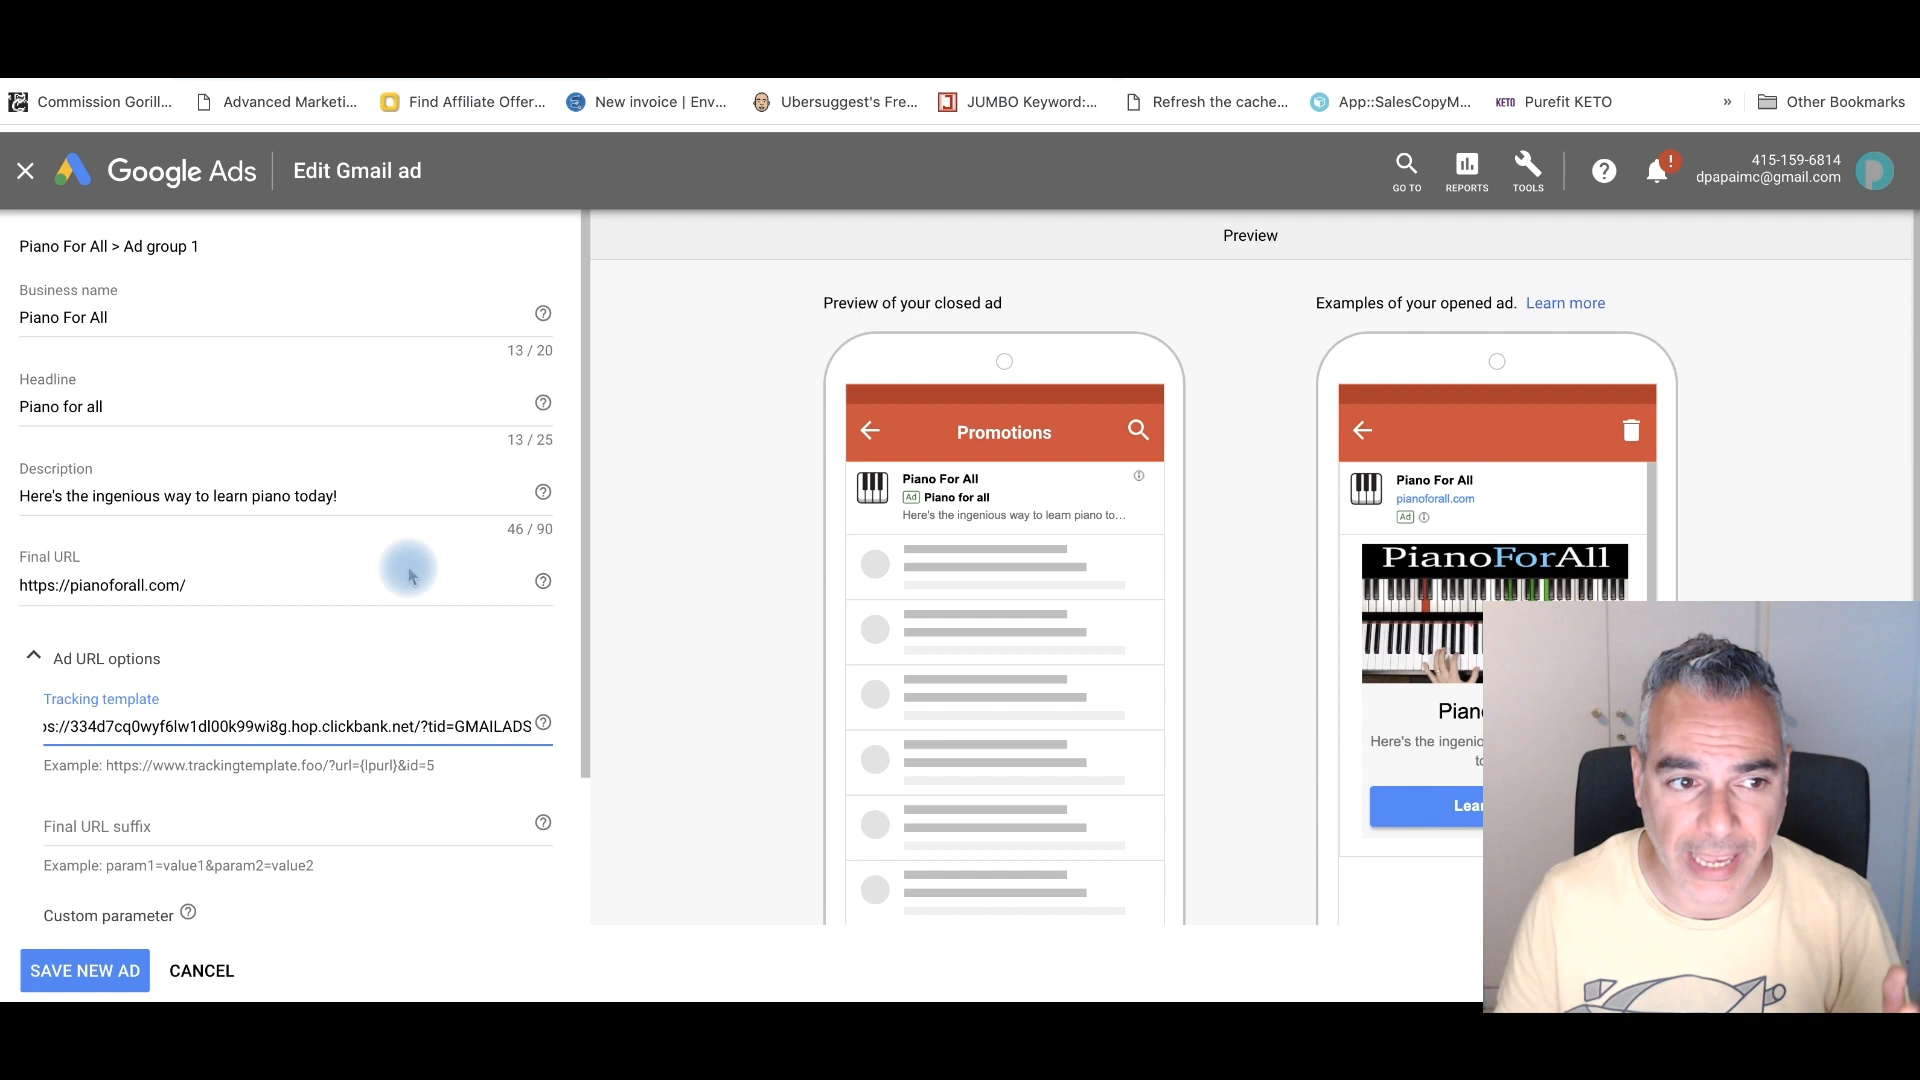 Commission Gorill...
Advanced Marketi...
Find Affiliate Offer...
New invoice | Env...
Ubersuggest's Fre...
JUMBO Keyword:...
Refresh the cache...
App::SalesCopyM...
KETO Purefit KETO
»
Other Bookmarks
Google Ads
Edit Gmail ad
GO TO
REPORTS
TOOLS
415-159-6814
dpapaimc@gmail.com
Piano For All > Ad group 1
Business name
Piano For All
13 / 20
Headline
Piano for all
13 / 25
Description
Here's the ingenious way to learn piano today!
46 / 90
Final URL
https://pianoforall.com/
Ad URL options
Tracking template
os://334d7cq0wyf6lw1dl00k99wi8g.hop.clickbank.net/?tid=GMAILADS
Example: https://www.trackingtemplate.foo/?url={lpurl}&id=5
Final URL suffix
Example: param1=value1&param2=value2
Custom parameter
SAVE NEW AD
CANCEL
Preview
Preview of your closed ad
Promotions
Piano For All
Ad Piano for all
Here's the ingenious way to learn piano to...
Examples of your opened ad. Learn more
Piano For All
pianoforall.com
Ad
PianoForAll
Pian
Here's the ingenio
to
Lear